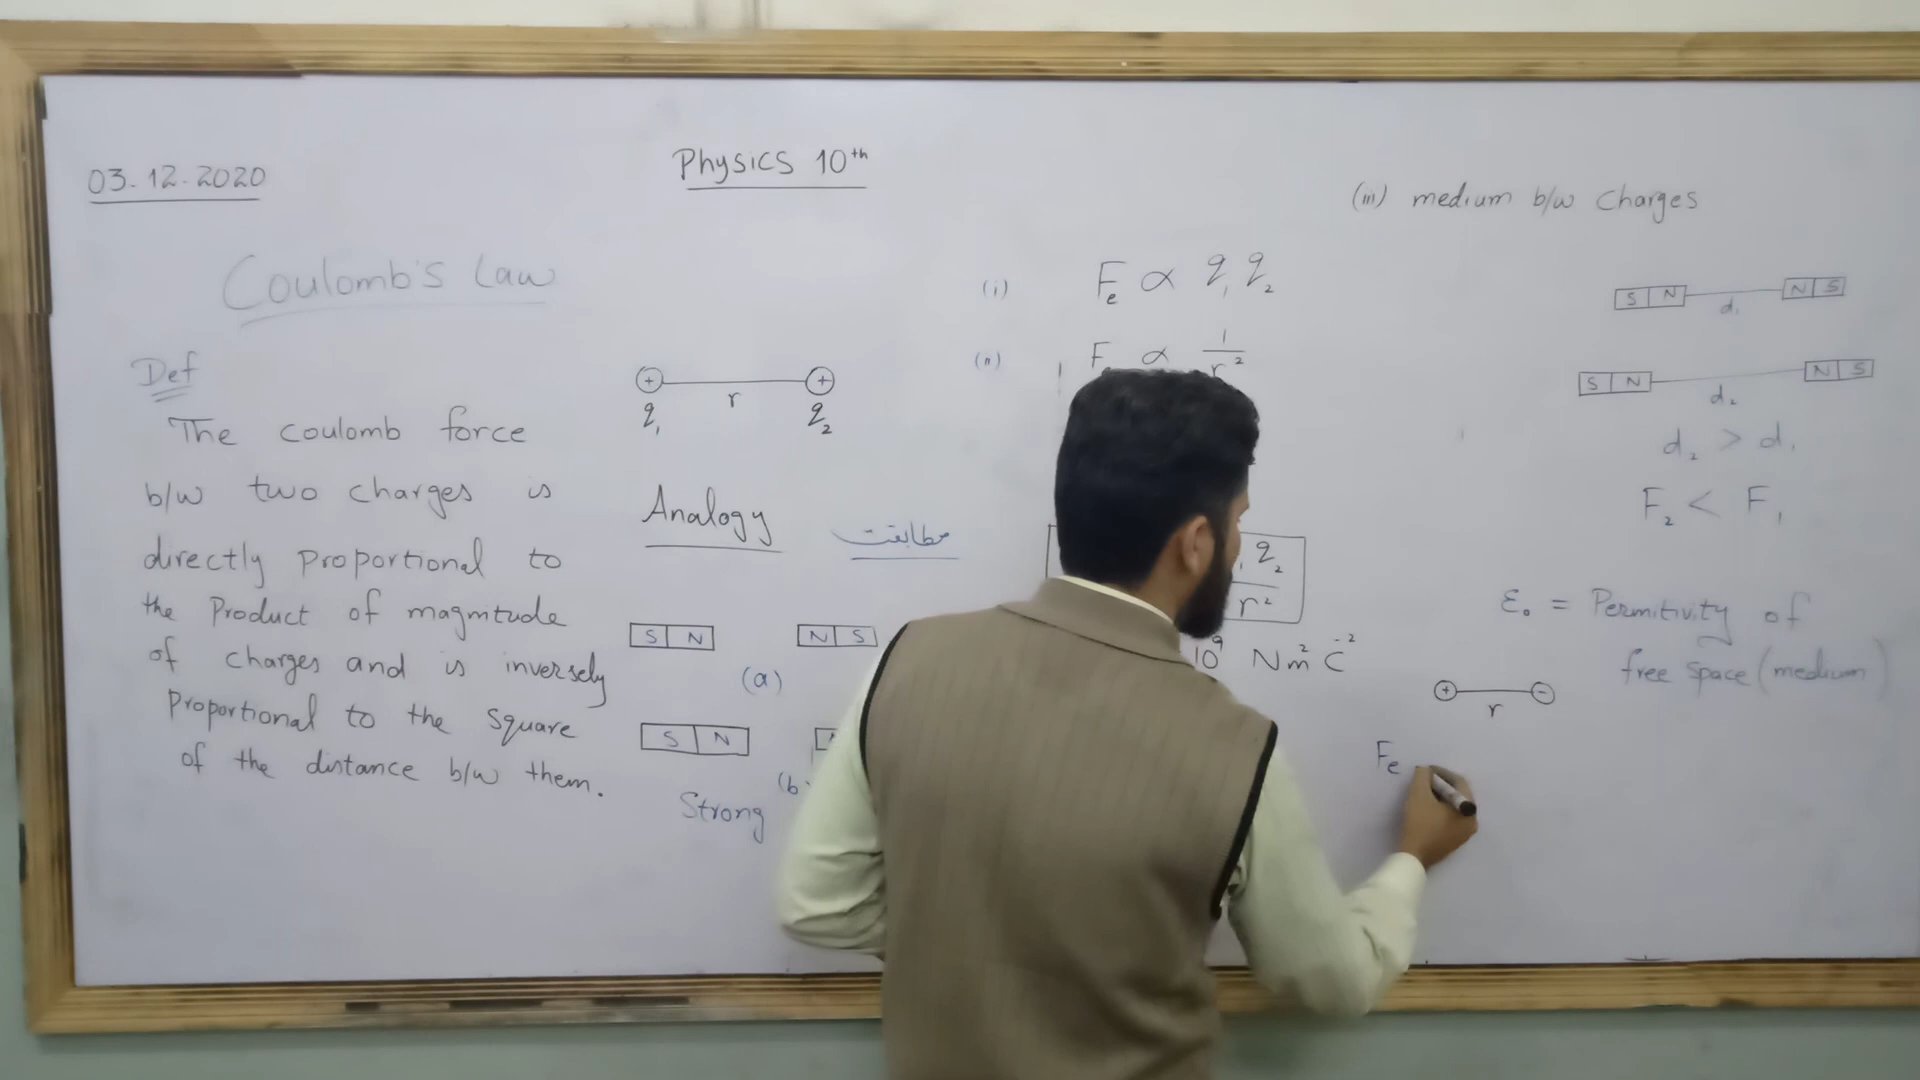 03.12.2020
Physics 10th
Coulomb's Law
Def
The coulomb force
b/w two charges is
directly proportional to
the Product of magnitude
of charges and is inversely
Proportional to the square
of the distance b/w them.
+ r +
q₁ q₂
Analogy مطابقت
S N N S
(a)
S N
(b
Strong
(i) Fe ∝ q₁ q₂
(ii) F ∝ 1/r²
q₂
r²
10⁹ Nm²C⁻²
(iii) medium b/w Charges
S N d₁ N S
S N d₂ N S
d₂ > d₁
F₂ < F₁
ε₀ = Permitivity of
free space (medium)
+ r −
Fe